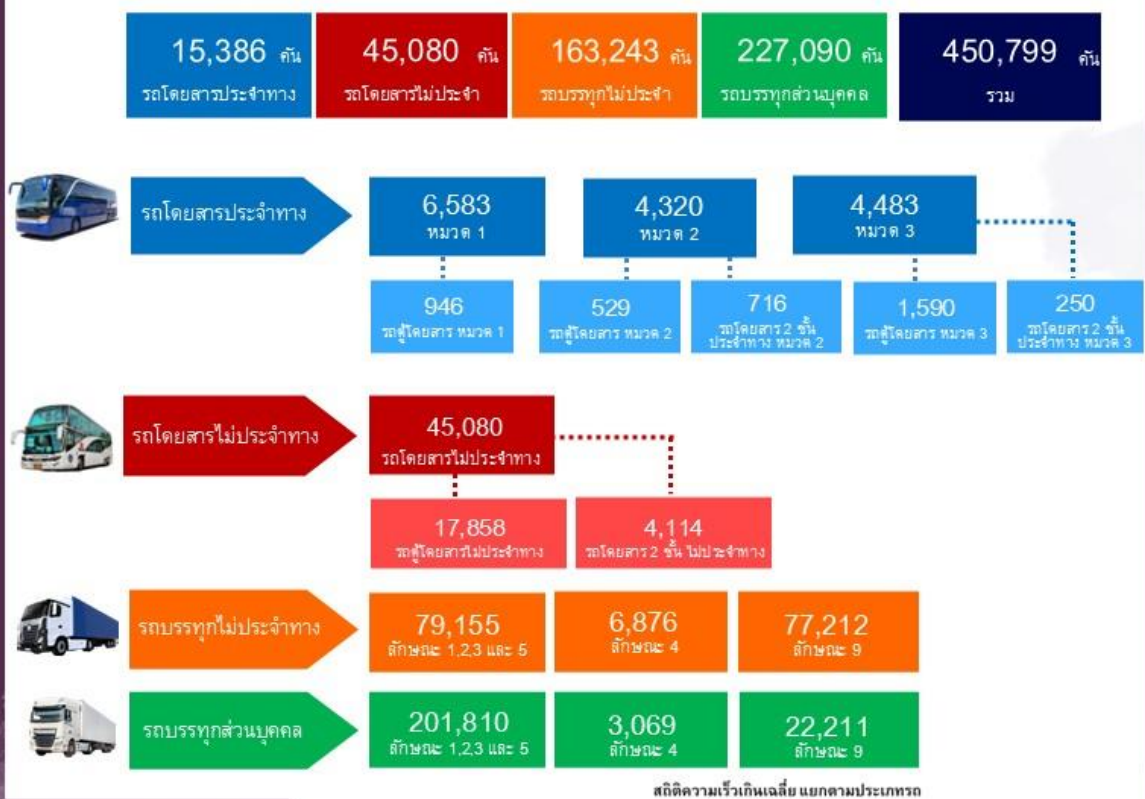 15,386 คัน
รถโดยสารประจำทาง
45,080 คัน
รถโดยสารไม่ประจำ
163,243 คัน
รถบรรทุกไม่ประจำ
227,090 คัน
รถบรรทุกส่วนบุคคล
450,799 คัน
รวม
รถโดยสารประจำทาง
6,583
หมวด 1
4,320
หมวด 2
4,483
หมวด 3
946
รถตู้โดยสาร หมวด 1
529
รถตู้โดยสาร หมวด 2
716
รถโดยสาร 2 ชั้น
ประจำทาง หมวด 2
1,590
รถตู้โดยสาร หมวด 3
250
รถโดยสาร 2 ชั้น
ประจำทาง หมวด 3
รถโดยสารไม่ประจำทาง
45,080
รถโดยสารไม่ประจำทาง
17,858
รถตู้โดยสารไม่ประจำทาง
4,114
รถโดยสาร 2 ชั้น ไม่ประจำทาง
รถบรรทุกไม่ประจำทาง
79,155
ลักษณะ 1,2,3 และ 5
6,876
ลักษณะ 4
77,212
ลักษณะ 9
รถบรรทุกส่วนบุคคล
201,810
ลักษณะ 1,2,3 และ 5
3,069
ลักษณะ 4
22,211
ลักษณะ 9
สถิติความเร็วเกินเฉลี่ย แยกตามประเภทรถ